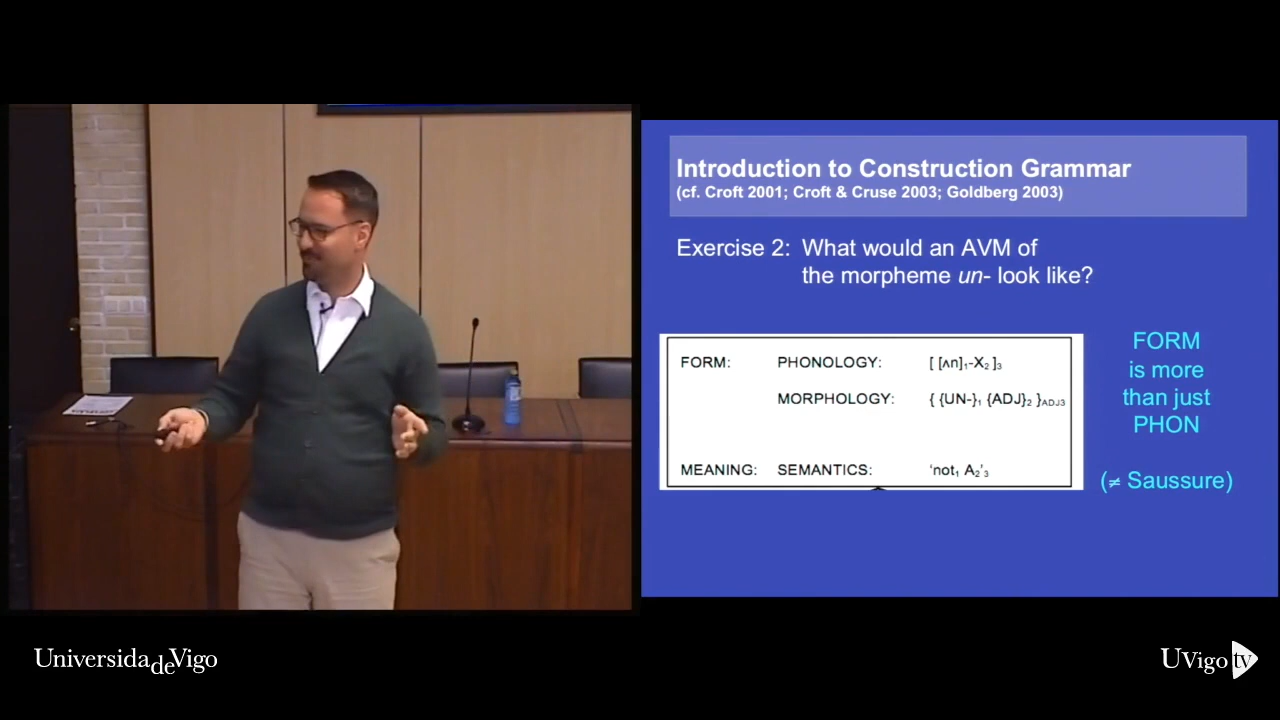 Introduction to Construction Grammar
(cf. Croft 2001; Croft & Cruse 2003; Goldberg 2003)
Exercise 2: What would an AVM of
the morpheme un- look like?
FORM: PHONOLOGY: [ [ʌn]₁-X₂ ]₃
MORPHOLOGY: { {UN-}₁ {ADJ}₂ }ADJ3
MEANING: SEMANTICS: ‘not₁ A₂’₃
FORM
is more
than just
PHON
(≠ Saussure)
UniversidadeVigo
UVigo tv